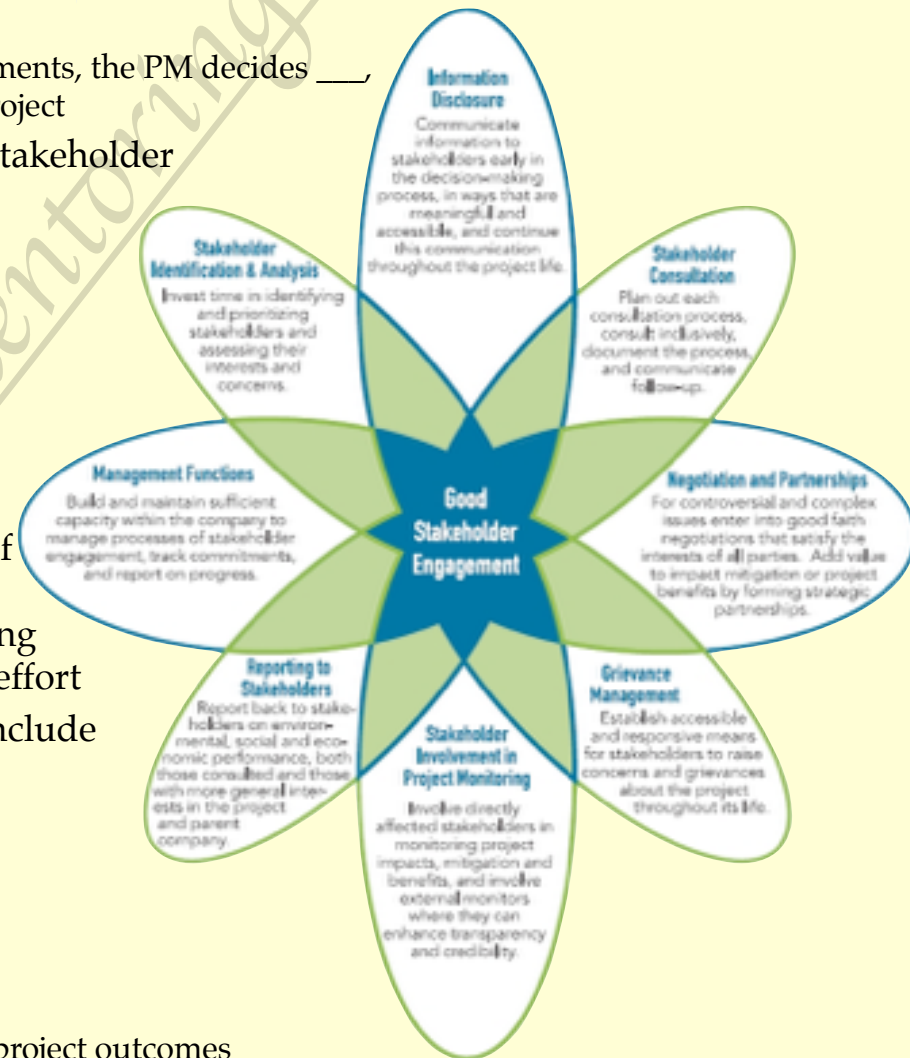 ments, the PM decides ___,
roject
takeholder
entoring
f
ng
effort
nclude
project outcomes
Information
Disclosure
Communicate
information to
stakeholders early in
the decision-making
process, in ways that are
meaningful and
accessible, and continue
this communication
throughout the project life.
Stakeholder
Consultation
Plan out each
consultation process,
consult inclusively,
document the process,
and communicate
follow-up.
Negotiation and Partnerships
For controversial and complex
issues enter into good faith
negotiations that satisfy the
interests of all parties. Add value
to impact mitigation or project
benefits by forming strategic
partnerships.
Grievance
Management
Establish accessible
and responsive means
for stakeholders to raise
concerns and grievances
about the project
throughout its life.
Stakeholder
Involvement in
Project Monitoring
Involve directly
affected stakeholders in
monitoring project
impacts, mitigation and
benefits, and involve
external monitors
where they can
enhance transparency
and credibility.
Reporting to
Stakeholders
Report back to stake-
holders on environ-
mental, social and eco-
nomic performance, both
those consulted and those
with more general inter-
ests in the project
and parent
company.
Management Functions
Build and maintain sufficient
capacity within the company to
manage processes of stakeholder
engagement, track commitments,
and report on progress.
Stakeholder
Identification & Analysis
Invest time in identifying
and prioritizing
stakeholders and
assessing their
interests and
concerns.
Good
Stakeholder
Engagement